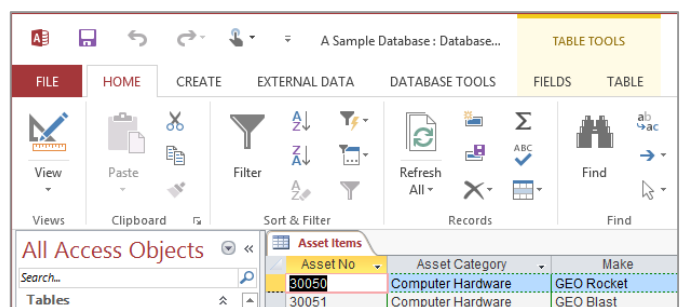 A Sample Database : Database... TABLE TOOLS
FILE HOME CREATE EXTERNAL DATA DATABASE TOOLS FIELDS TABLE
View Paste Filter Refresh All Find
Views Clipboard Sort & Filter Records Find
All Access Objects
Search...
Tables
Asset Items
Asset No Asset Category Make
30050 Computer Hardware GEO Rocket
30051 Computer Hardware GEO Blast